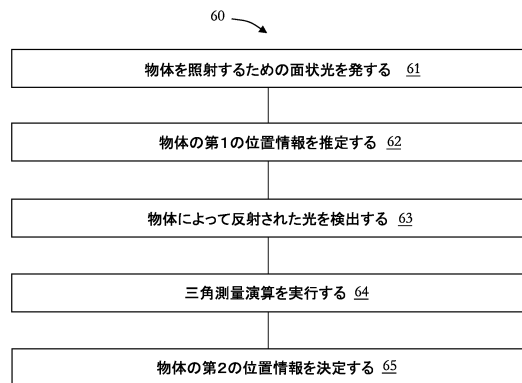 60
物体を照射するための面状光を発する 61
物体の第1の位置情報を推定する 62
物体によって反射された光を検出する 63
三角測量演算を実行する 64
物体の第2の位置情報を決定する 65